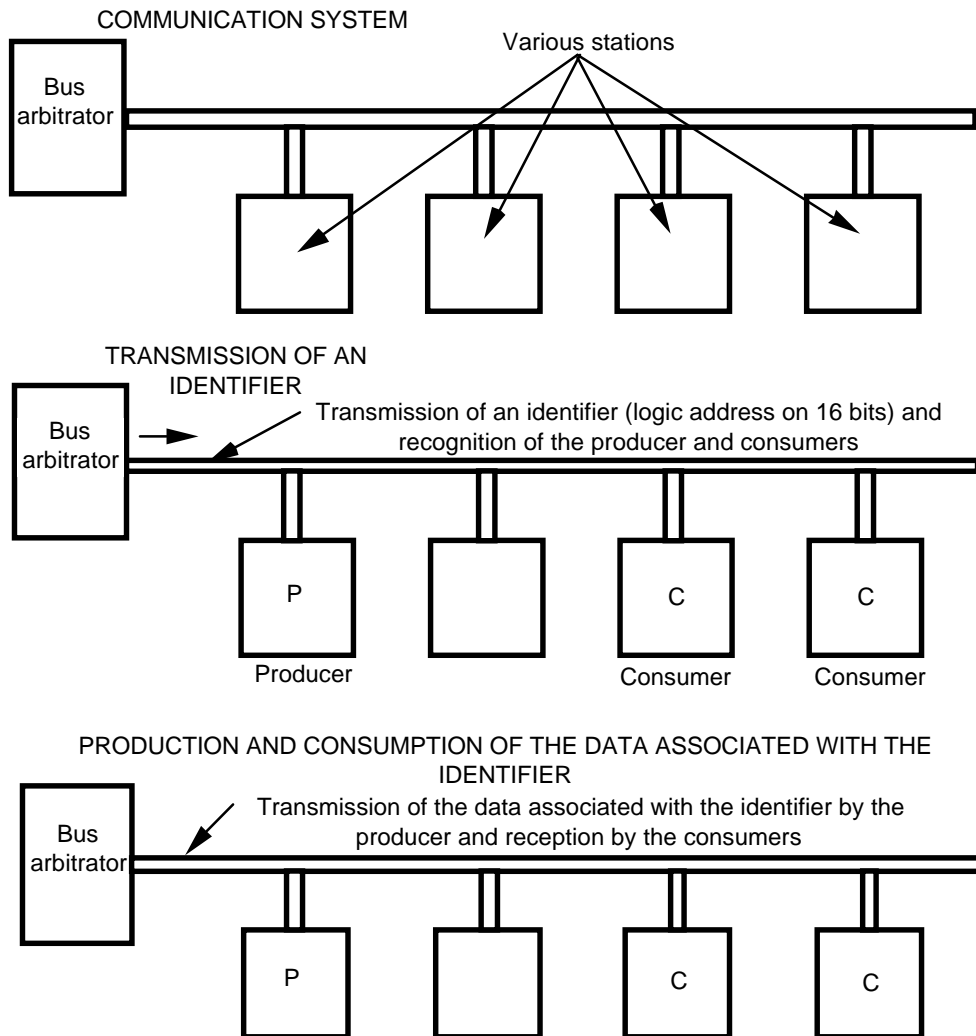 COMMUNICATION SYSTEM
Various stations
Bus
arbitrator
TRANSMISSION OF AN
IDENTIFIER
Transmission of an identifier (logic address on 16 bits) and
recognition of the producer and consumers
Bus
arbitrator
P
C
C
Producer
Consumer
Consumer
PRODUCTION AND CONSUMPTION OF THE DATA ASSOCIATED WITH THE
IDENTIFIER
Transmission of the data associated with the identifier by the
producer and reception by the consumers
Bus
arbitrator
P
C
C